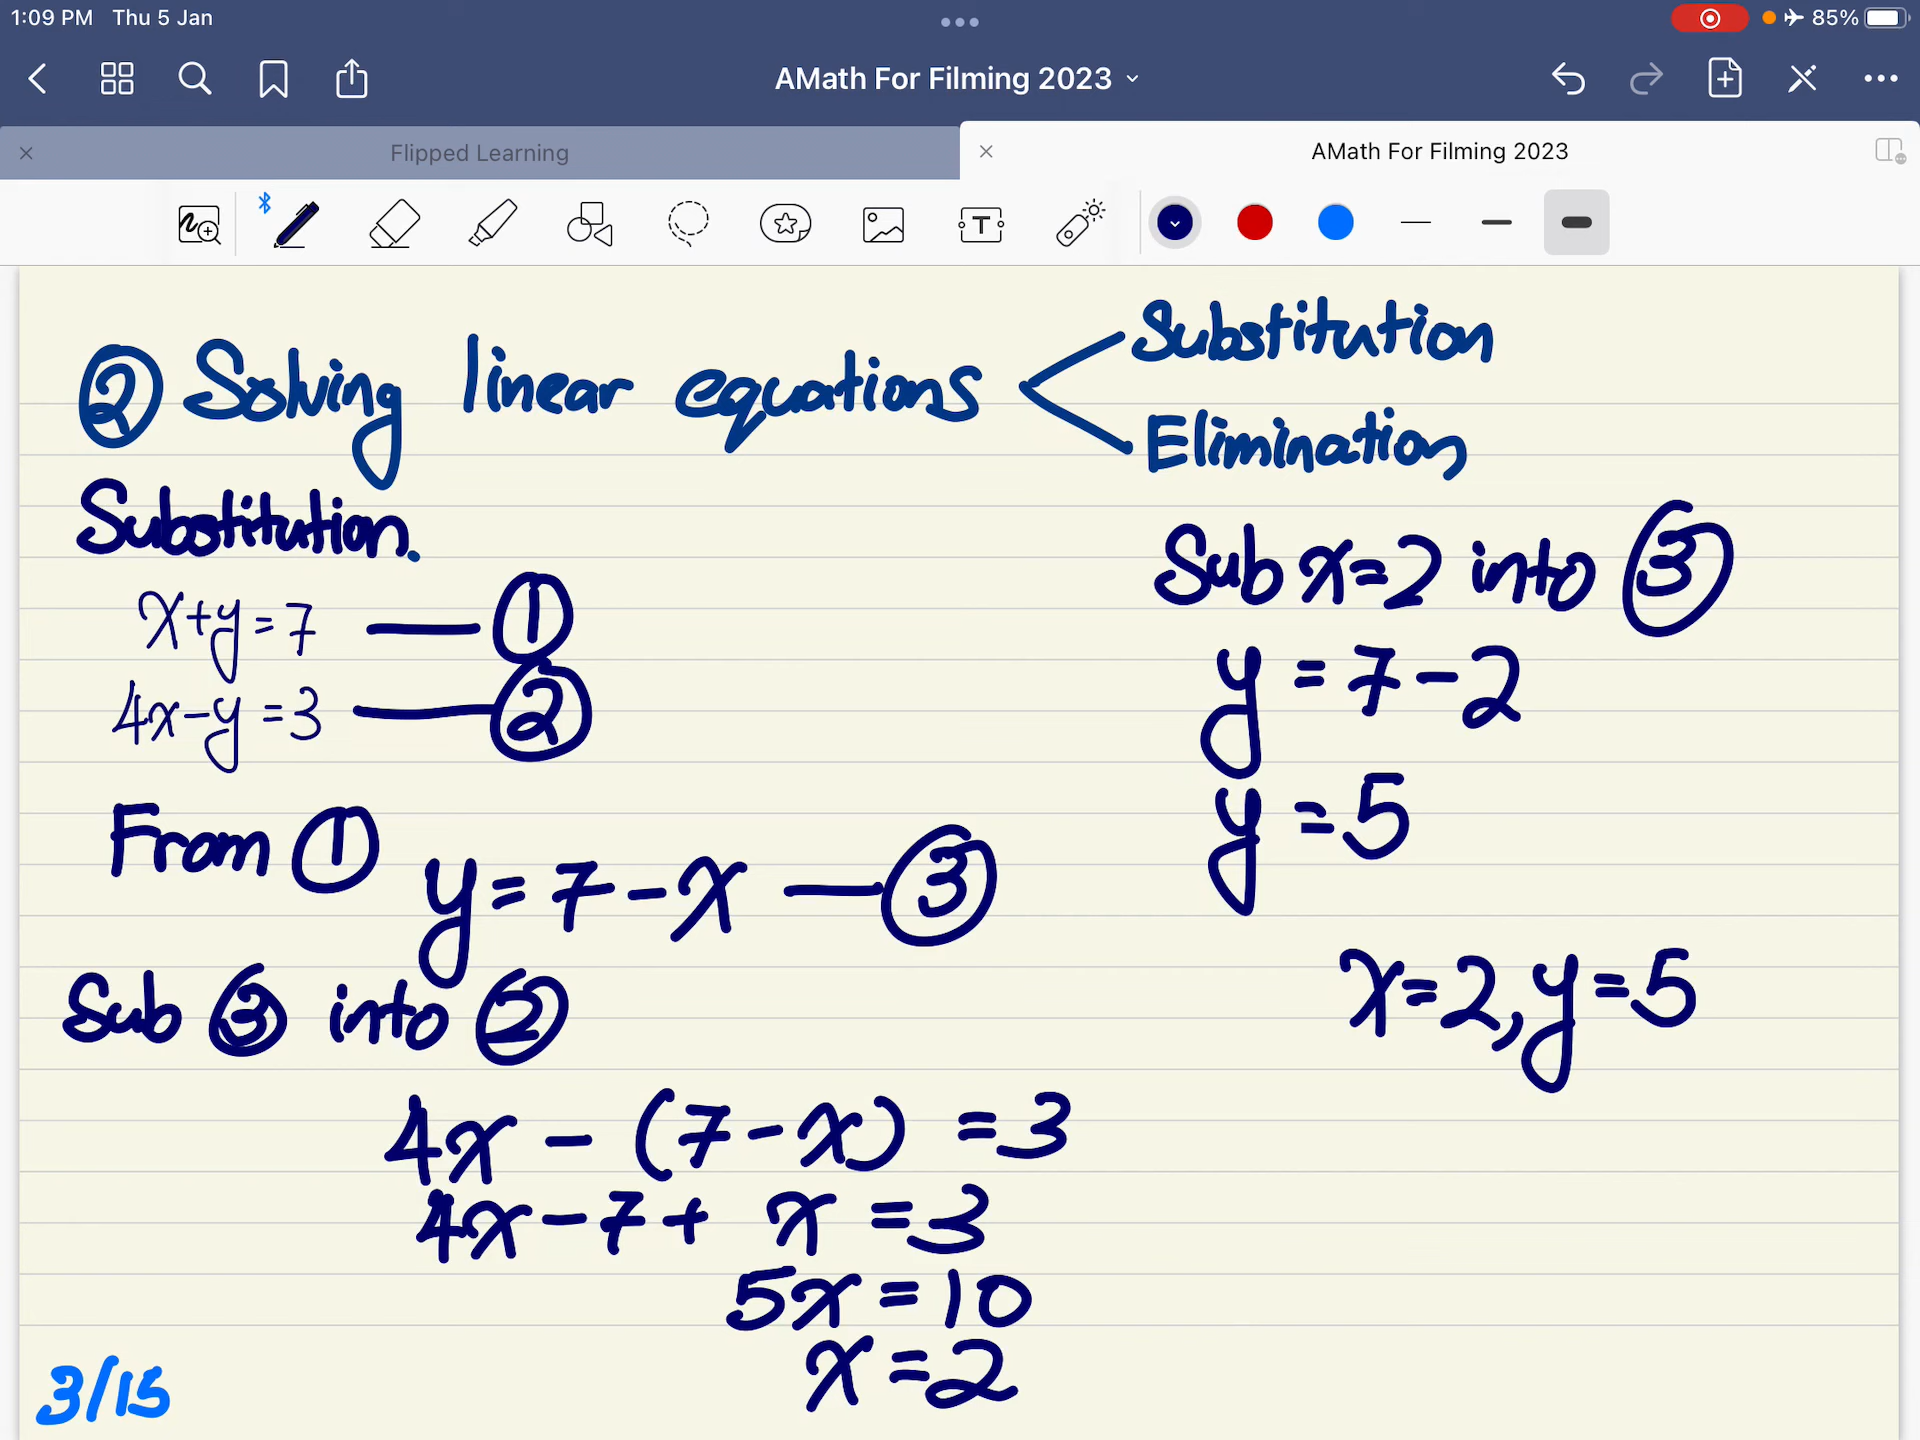 1:09 PM Thu 5 Jan
85%
AMath For Filming 2023
Flipped Learning
AMath For Filming 2023
T
② Solving linear equations
Substitution
Elimination
Substitution.
x+y=7 — ①
4x-y=3 — ②
From ①
y=7-x — ③
Sub ③ into ②
4x-(7-x)=3
4x-7+x=3
5x=10
x=2
Sub x=2 into ③
y=7-2
y=5
x=2, y=5
3/15